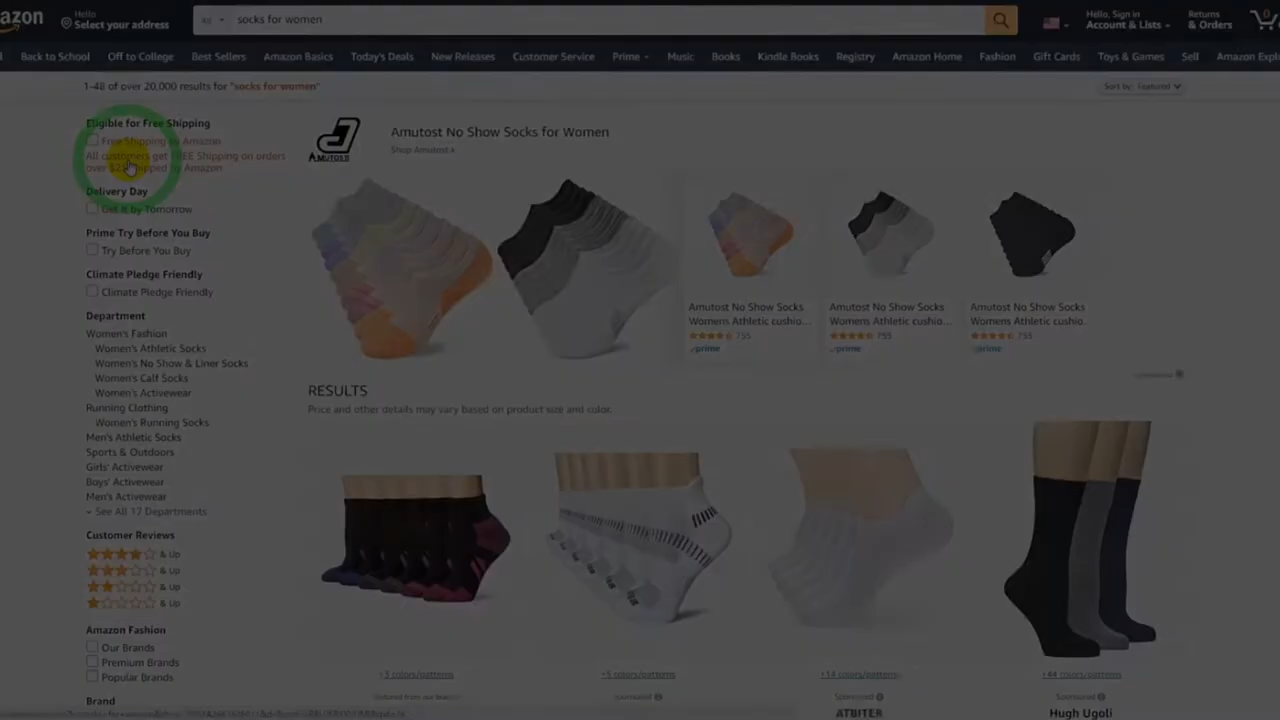 azon
Hello
Select your address
All
socks for women
Hello, Sign in
Account & Lists
Returns
& Orders
0
Back to School
Off to College
Best Sellers
Amazon Basics
Today's Deals
New Releases
Customer Service
Prime
Music
Books
Kindle Books
Registry
Amazon Home
Fashion
Gift Cards
Toys & Games
Sell
Amazon Expl
1-48 of over 20,000 results for "socks for women"
Sort by: Featured
Eligible for Free Shipping
Free Shipping by Amazon
All customers get FREE Shipping on orders
over $25 shipped by Amazon
Delivery Day
Get It by Tomorrow
Prime Try Before You Buy
Try Before You Buy
Climate Pledge Friendly
Climate Pledge Friendly
Department
Women's Fashion
Women's Athletic Socks
Women's No Show & Liner Socks
Women's Calf Socks
Women's Activewear
Running Clothing
Women's Running Socks
Men's Athletic Socks
Sports & Outdoors
Girls' Activewear
Boys' Activewear
Men's Activewear
See All 17 Departments
Customer Reviews
& Up
& Up
& Up
& Up
Amazon Fashion
Our Brands
Premium Brands
Popular Brands
Brand
AMUTOST
Amutost No Show Socks for Women
Shop Amutost
Amutost No Show Socks
Womens Athletic cushio...
755
prime
Amutost No Show Socks
Womens Athletic cushio...
755
prime
Amutost No Show Socks
Womens Athletic cushio...
755
prime
Sponsored
RESULTS
Price and other details may vary based on product size and color.
+3 colors/patterns
+5 colors/patterns
+14 colors/patterns
+44 colors/patterns
Featured from our brands
Sponsored
Sponsored
Sponsored
ATBITER
Hugh Ugoli